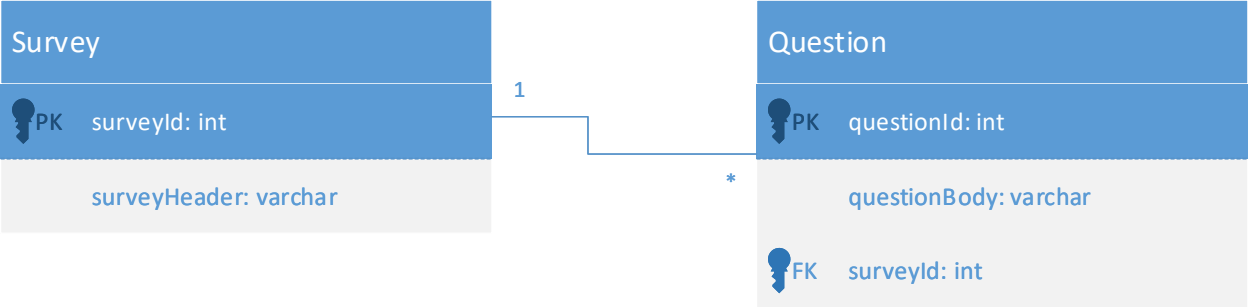 Survey
PK surveyId: int
surveyHeader: varchar
1
*
Question
PK questionId: int
questionBody: varchar
FK surveyId: int